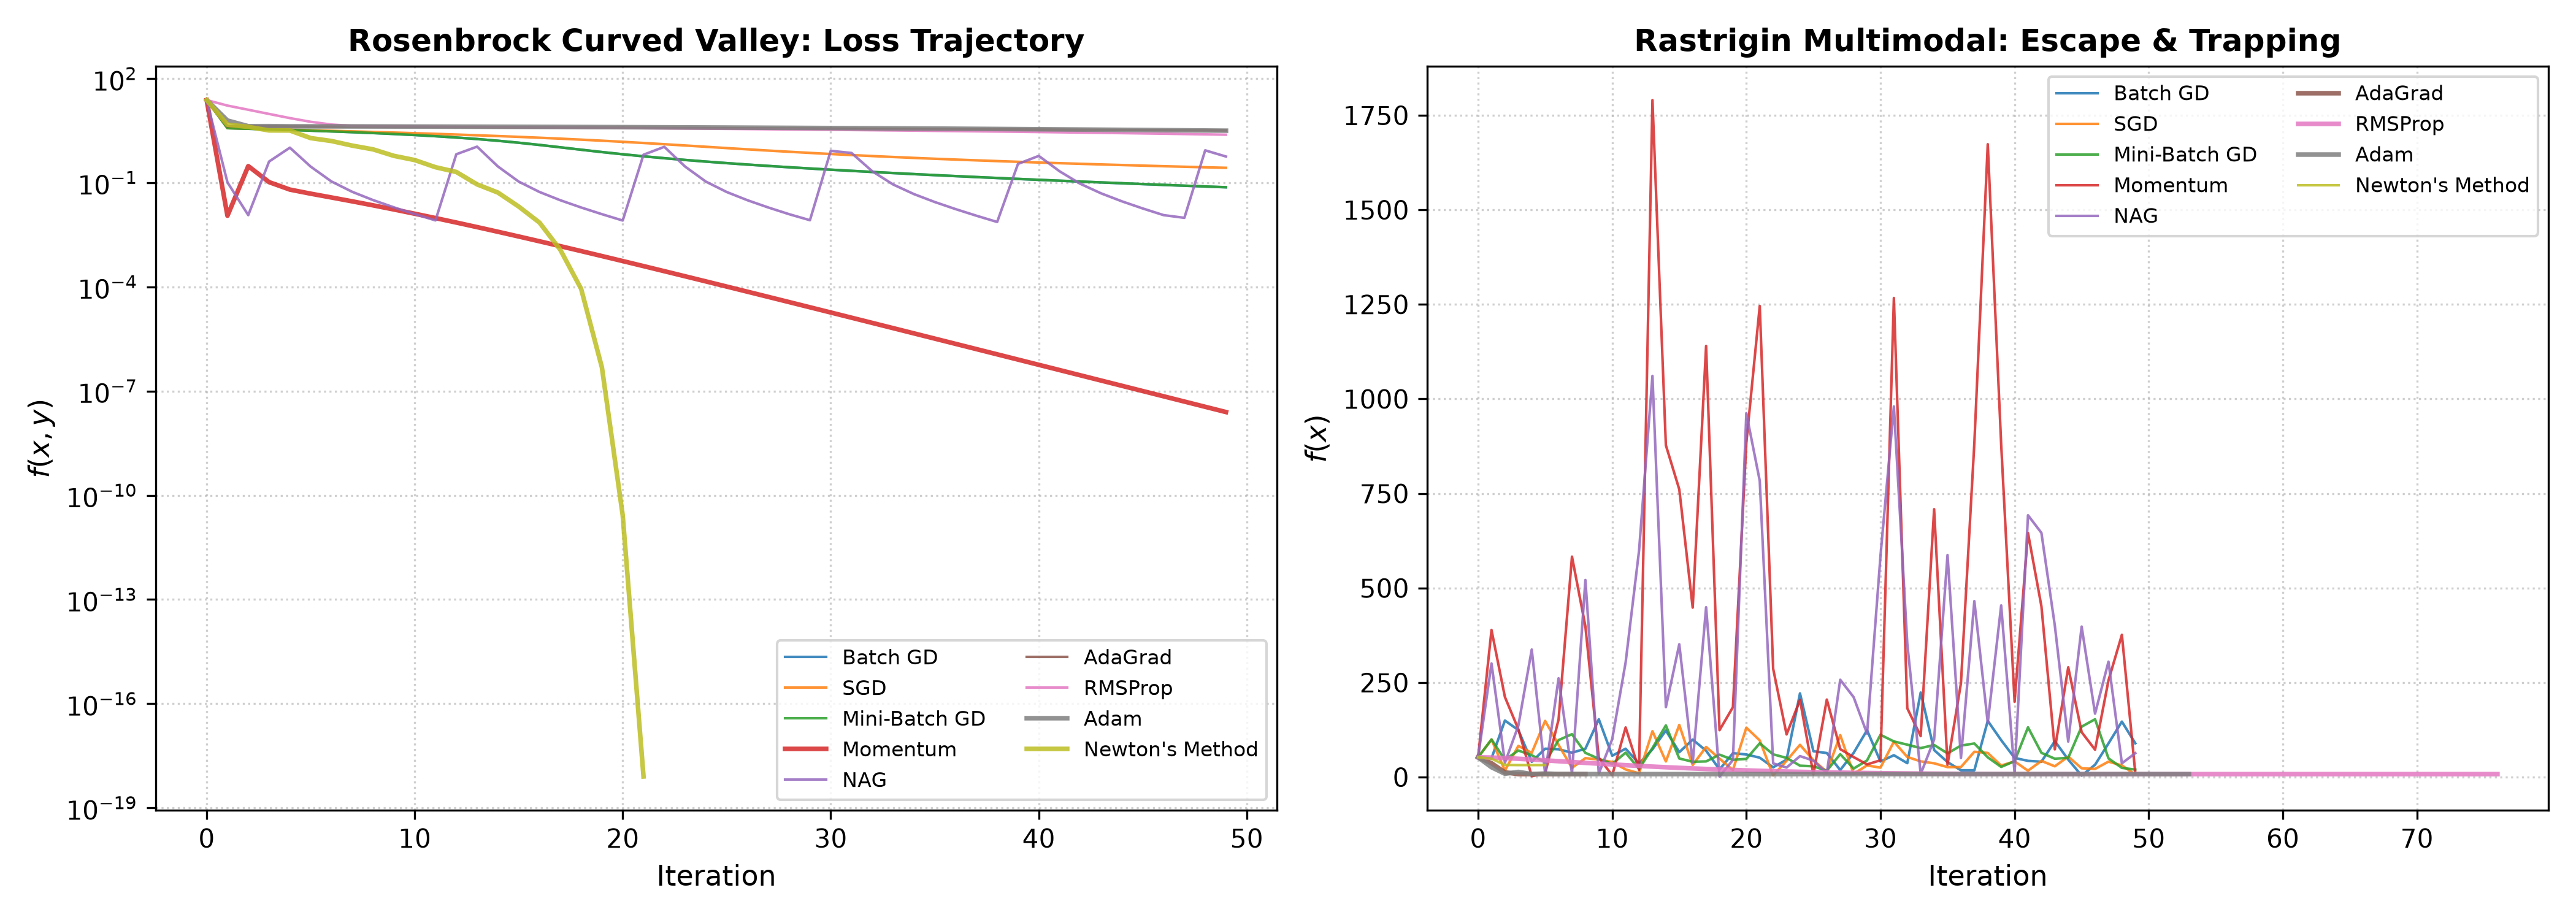 Rosenbrock Curved Valley: Loss Trajectory
10²
10⁻¹
10⁻⁴
10⁻⁷
10⁻¹⁰
10⁻¹³
10⁻¹⁶
10⁻¹⁹
f(x, y)
0 10 20 30 40 50
Iteration
Batch GD
SGD
Mini-Batch GD
Momentum
NAG
AdaGrad
RMSProp
Adam
Newton's Method
Rastrigin Multimodal: Escape & Trapping
1750
1500
1250
1000
750
500
250
0
f(x)
0 10 20 30 40 50 60 70
Iteration
Batch GD
SGD
Mini-Batch GD
Momentum
NAG
AdaGrad
RMSProp
Adam
Newton's Method